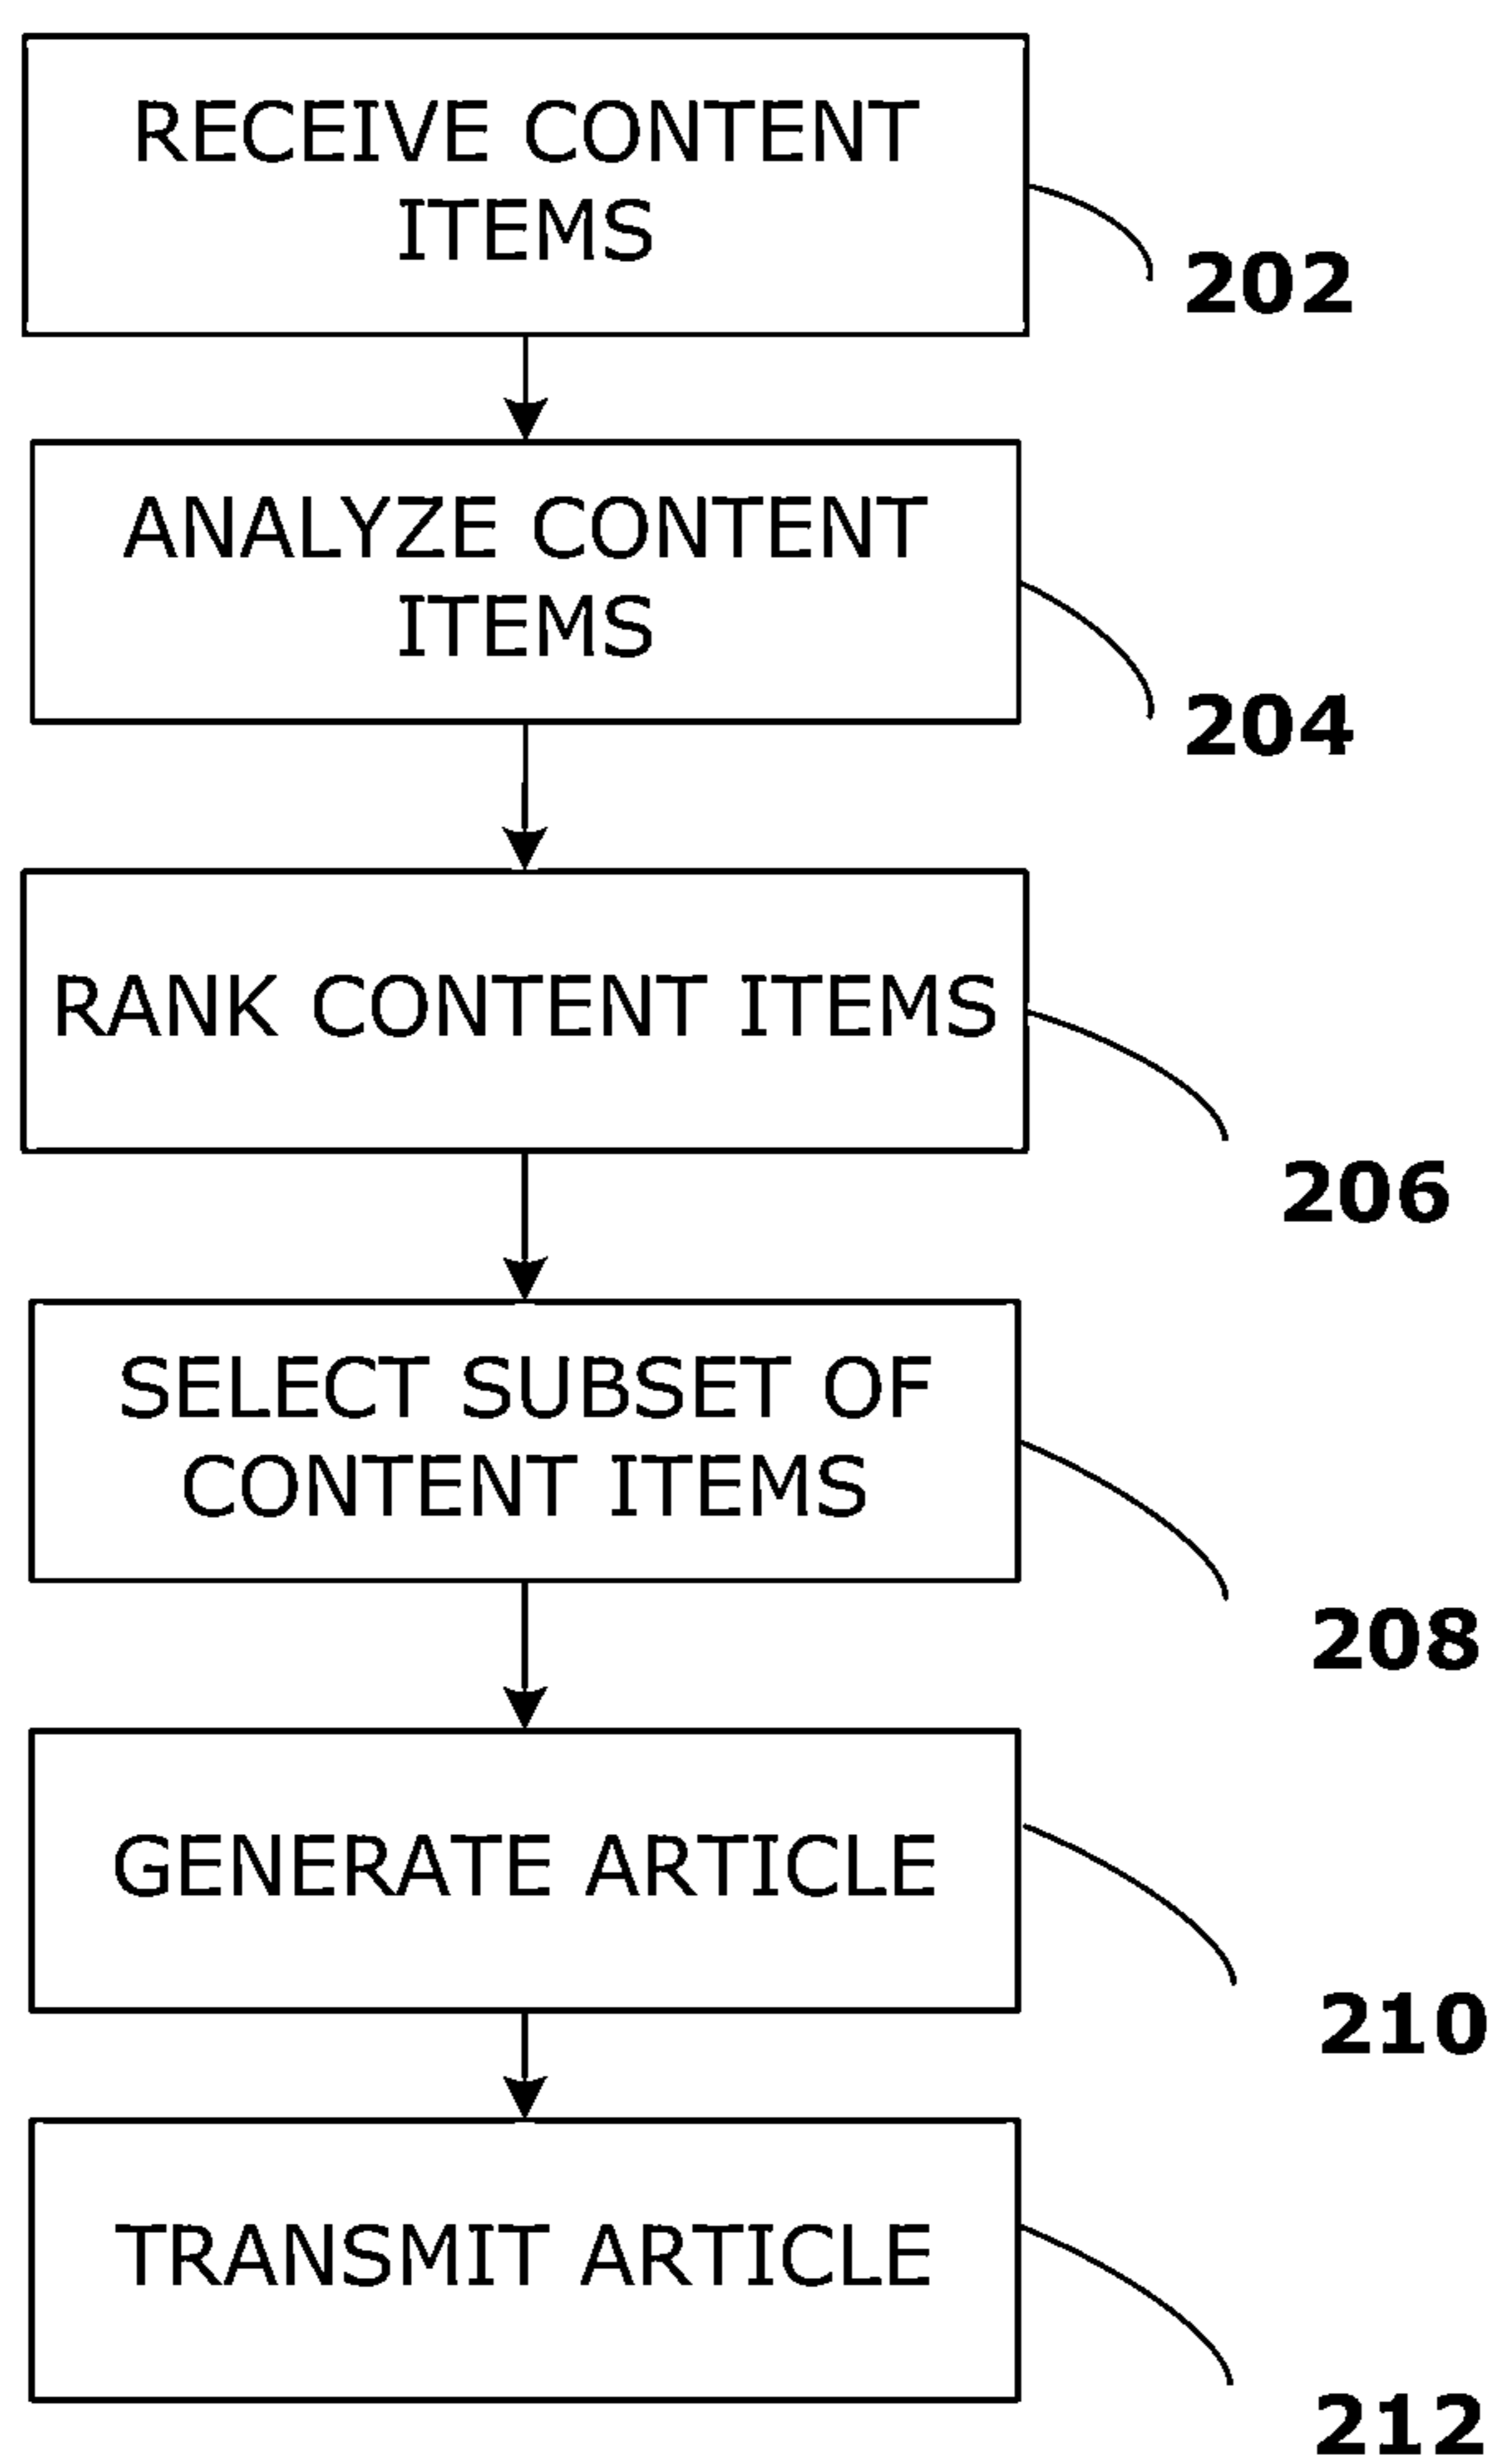 RECEIVE CONTENT
ITEMS
202
ANALYZE CONTENT
ITEMS
204
RANK CONTENT ITEMS
206
SELECT SUBSET OF
CONTENT ITEMS
208
GENERATE ARTICLE
210
TRANSMIT ARTICLE
212